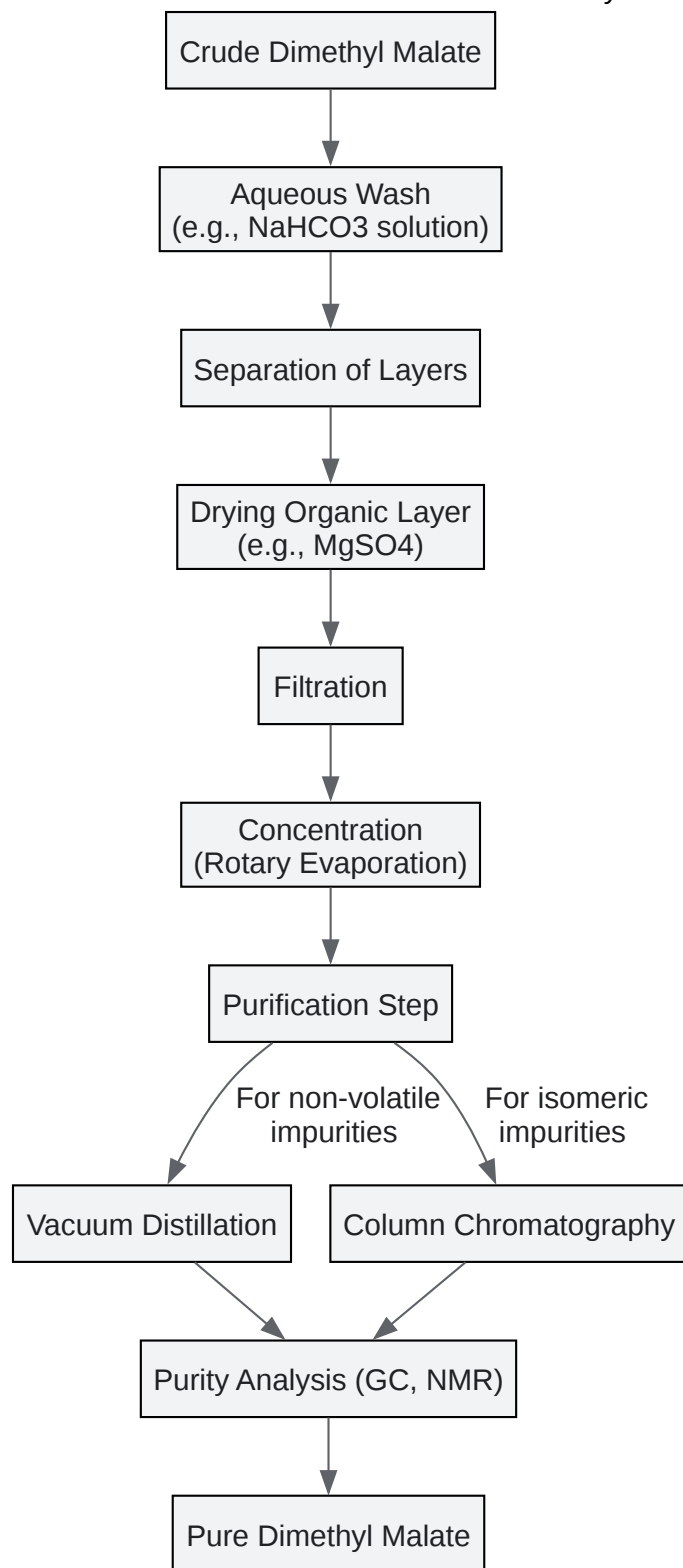 Crude Dimethyl Malate
Aqueous Wash
(e.g., NaHCO3 solution)
Separation of Layers
Drying Organic Layer
(e.g., MgSO4)
Filtration
Concentration
(Rotary Evaporation)
Purification Step
For non-volatile
impurities
For isomeric
impurities
Vacuum Distillation
Column Chromatography
Purity Analysis (GC, NMR)
Pure Dimethyl Malate